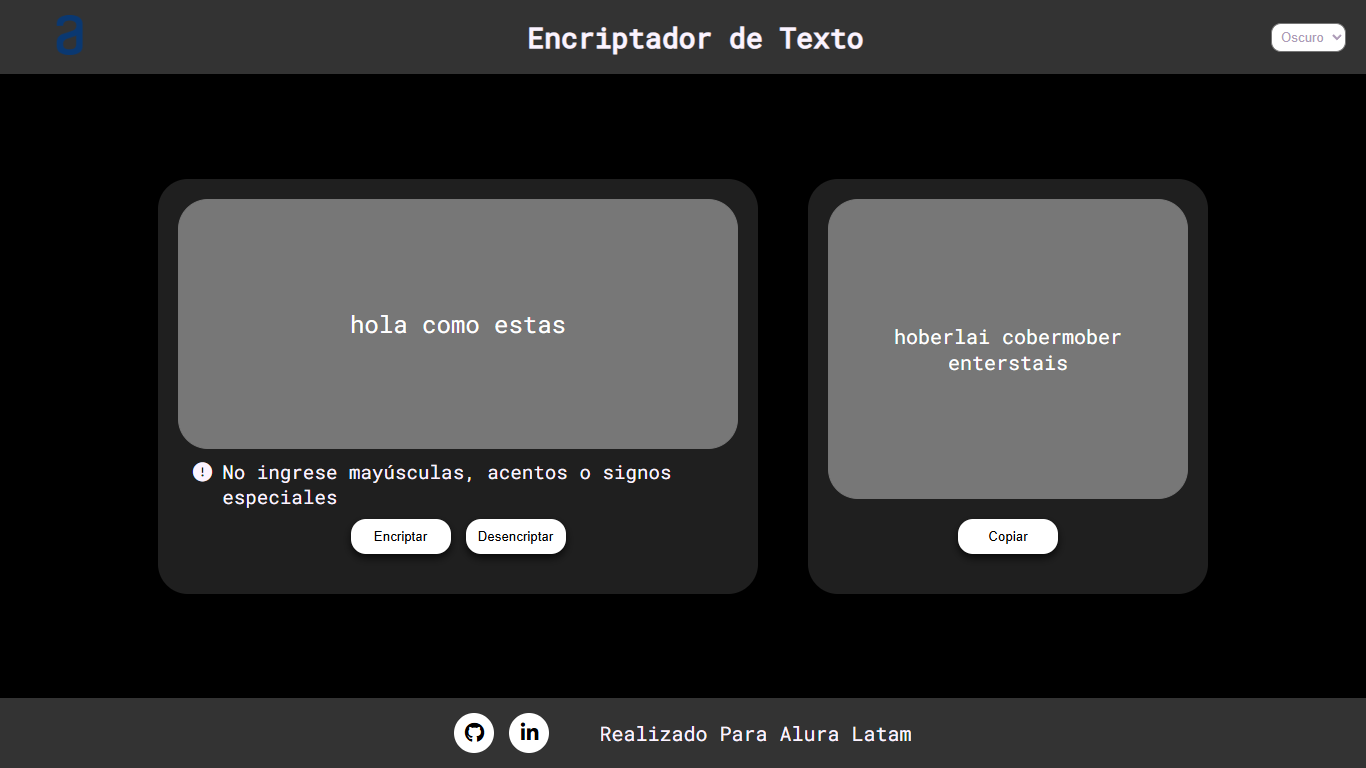 a
Encriptador de Texto
Oscuro
hola como estas
No ingrese mayúsculas, acentos o signos
especiales
Encriptar
Desencriptar
hoberlai cobermober
enterstais
Copiar
in
Realizado Para Alura Latam